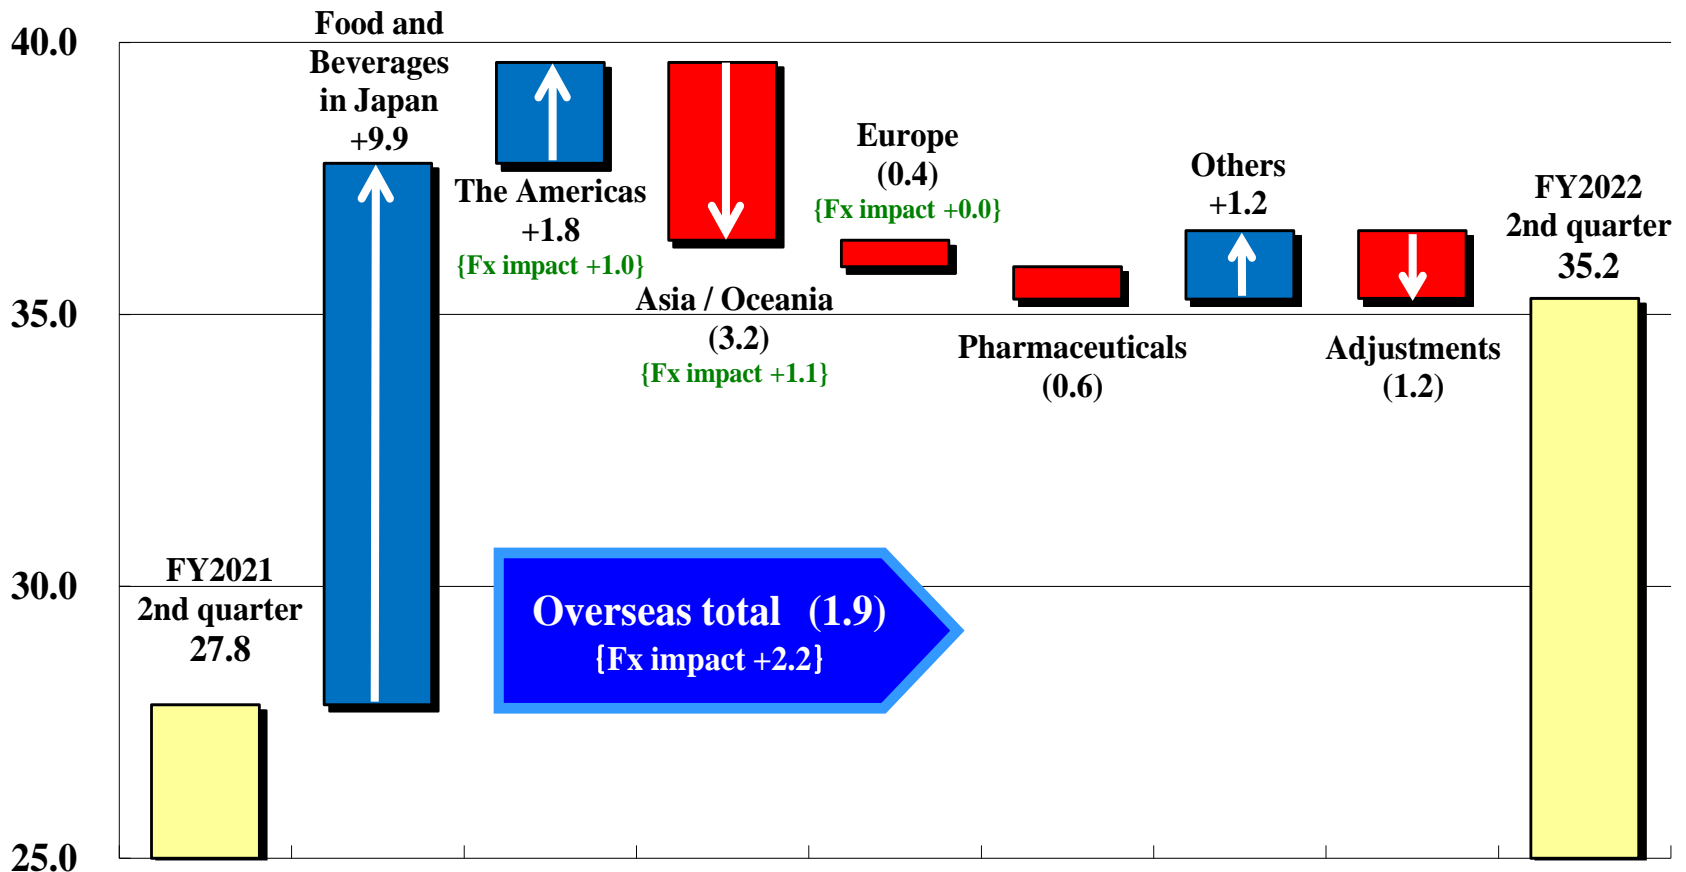 40.0
35.0
30.0
25.0
FY2021
2nd quarter
27.8
Food and
Beverages
in Japan
+9.9
The Americas
+1.8
{Fx impact +1.0}
Asia / Oceania
(3.2)
{Fx impact +1.1}
Europe
(0.4)
{Fx impact +0.0}
Pharmaceuticals
(0.6)
Others
+1.2
Adjustments
(1.2)
FY2022
2nd quarter
35.2
Overseas total (1.9)
{Fx impact +2.2}